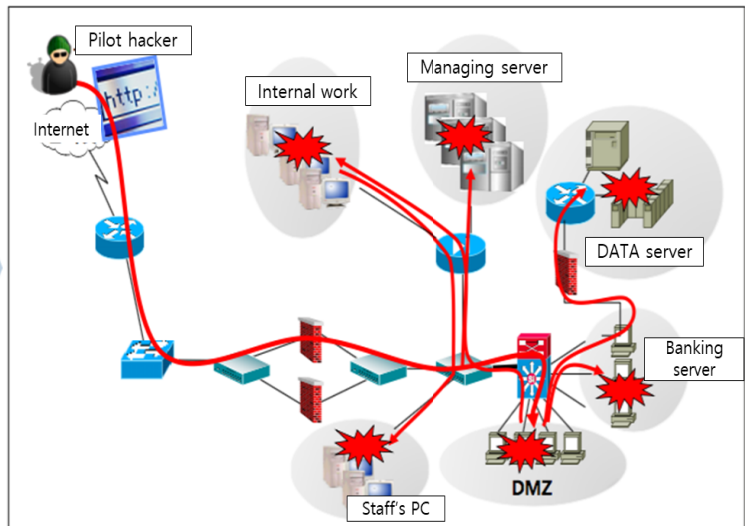 Pilot hacker
http:/
Internet
Internal work
Managing server
DATA server
Banking
server
DMZ
Staff's PC